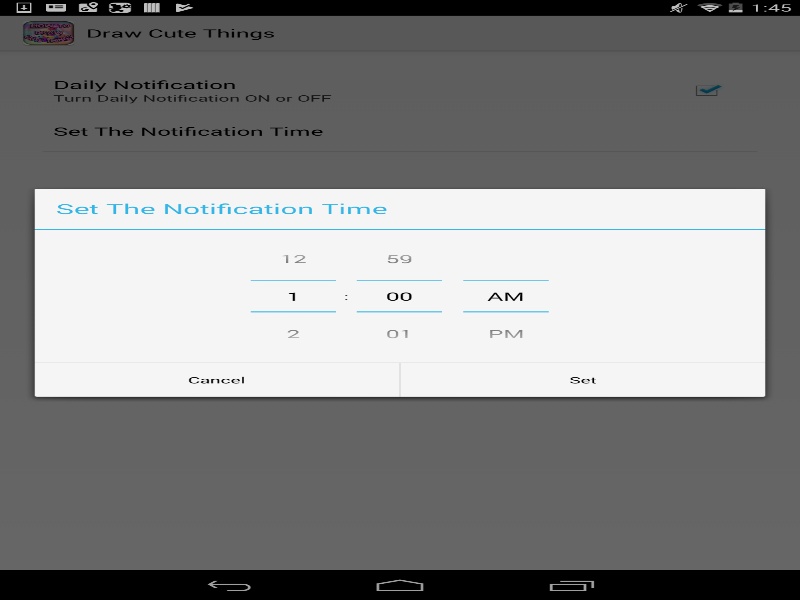 1:45
Draw Cute Things
Daily Notification
Turn Daily Notification ON or OFF
Set The Notification Time
Set The Notification Time
12 59
1 : 00 AM
2 01 PM
Cancel Set